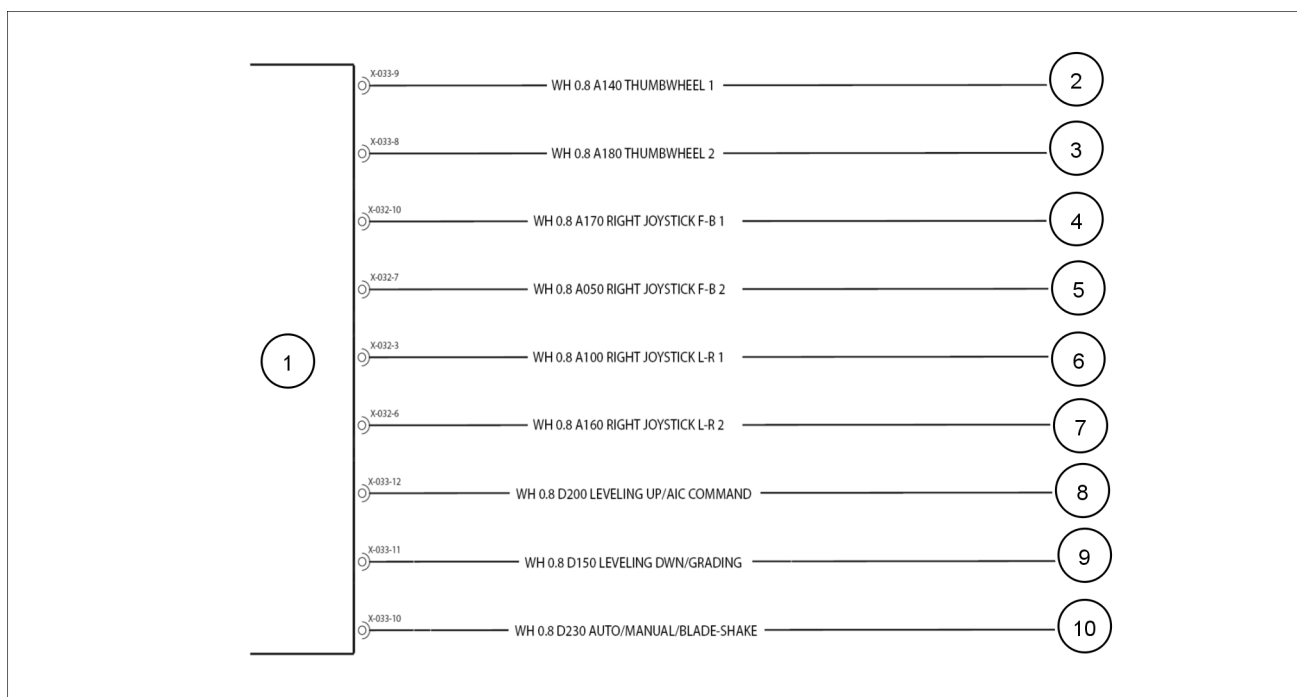 X-033-9
WH 0.8 A140 THUMBWHEEL 1
2
X-033-8
WH 0.8 A180 THUMBWHEEL 2
3
X-032-10
WH 0.8 A170 RIGHT JOYSTICK F-B 1
4
X-032-7
WH 0.8 A050 RIGHT JOYSTICK F-B 2
5
1
X-032-3
WH 0.8 A100 RIGHT JOYSTICK L-R 1
6
X-032-6
WH 0.8 A160 RIGHT JOYSTICK L-R 2
7
X-033-12
WH 0.8 D200 LEVELING UP/AIC COMMAND
8
X-033-11
WH 0.8 D150 LEVELING DWN/GRADING
9
X-033-10
WH 0.8 D230 AUTO/MANUAL/BLADE-SHAKE
10